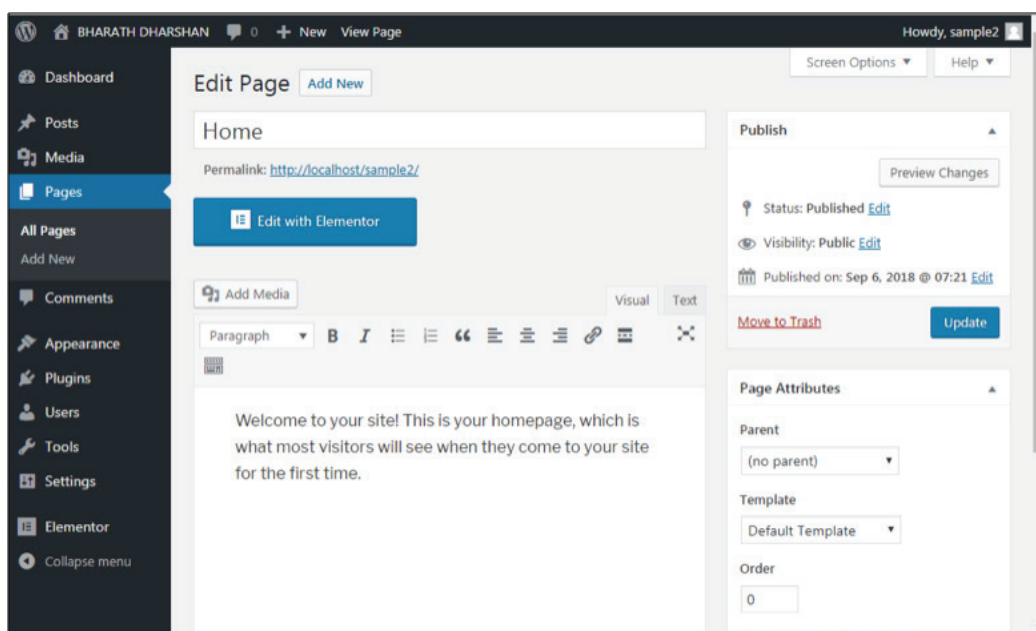 BHARATH DHARSHAN 0 New View Page Howdy, sample2
Dashboard
Posts
Media
Pages
All Pages
Add New
Comments
Appearance
Plugins
Users
Tools
Settings
Elementor
Collapse menu
Screen Options Help
Edit Page Add New
Home
Permalink: http://localhost/sample2/
Edit with Elementor
Add Media
Visual Text
Paragraph B I
Welcome to your site! This is your homepage, which is
what most visitors will see when they come to your site
for the first time.
Publish
Preview Changes
Status: Published Edit
Visibility: Public Edit
Published on: Sep 6, 2018 @ 07:21 Edit
Move to Trash Update
Page Attributes
Parent
(no parent)
Template
Default Template
Order
0